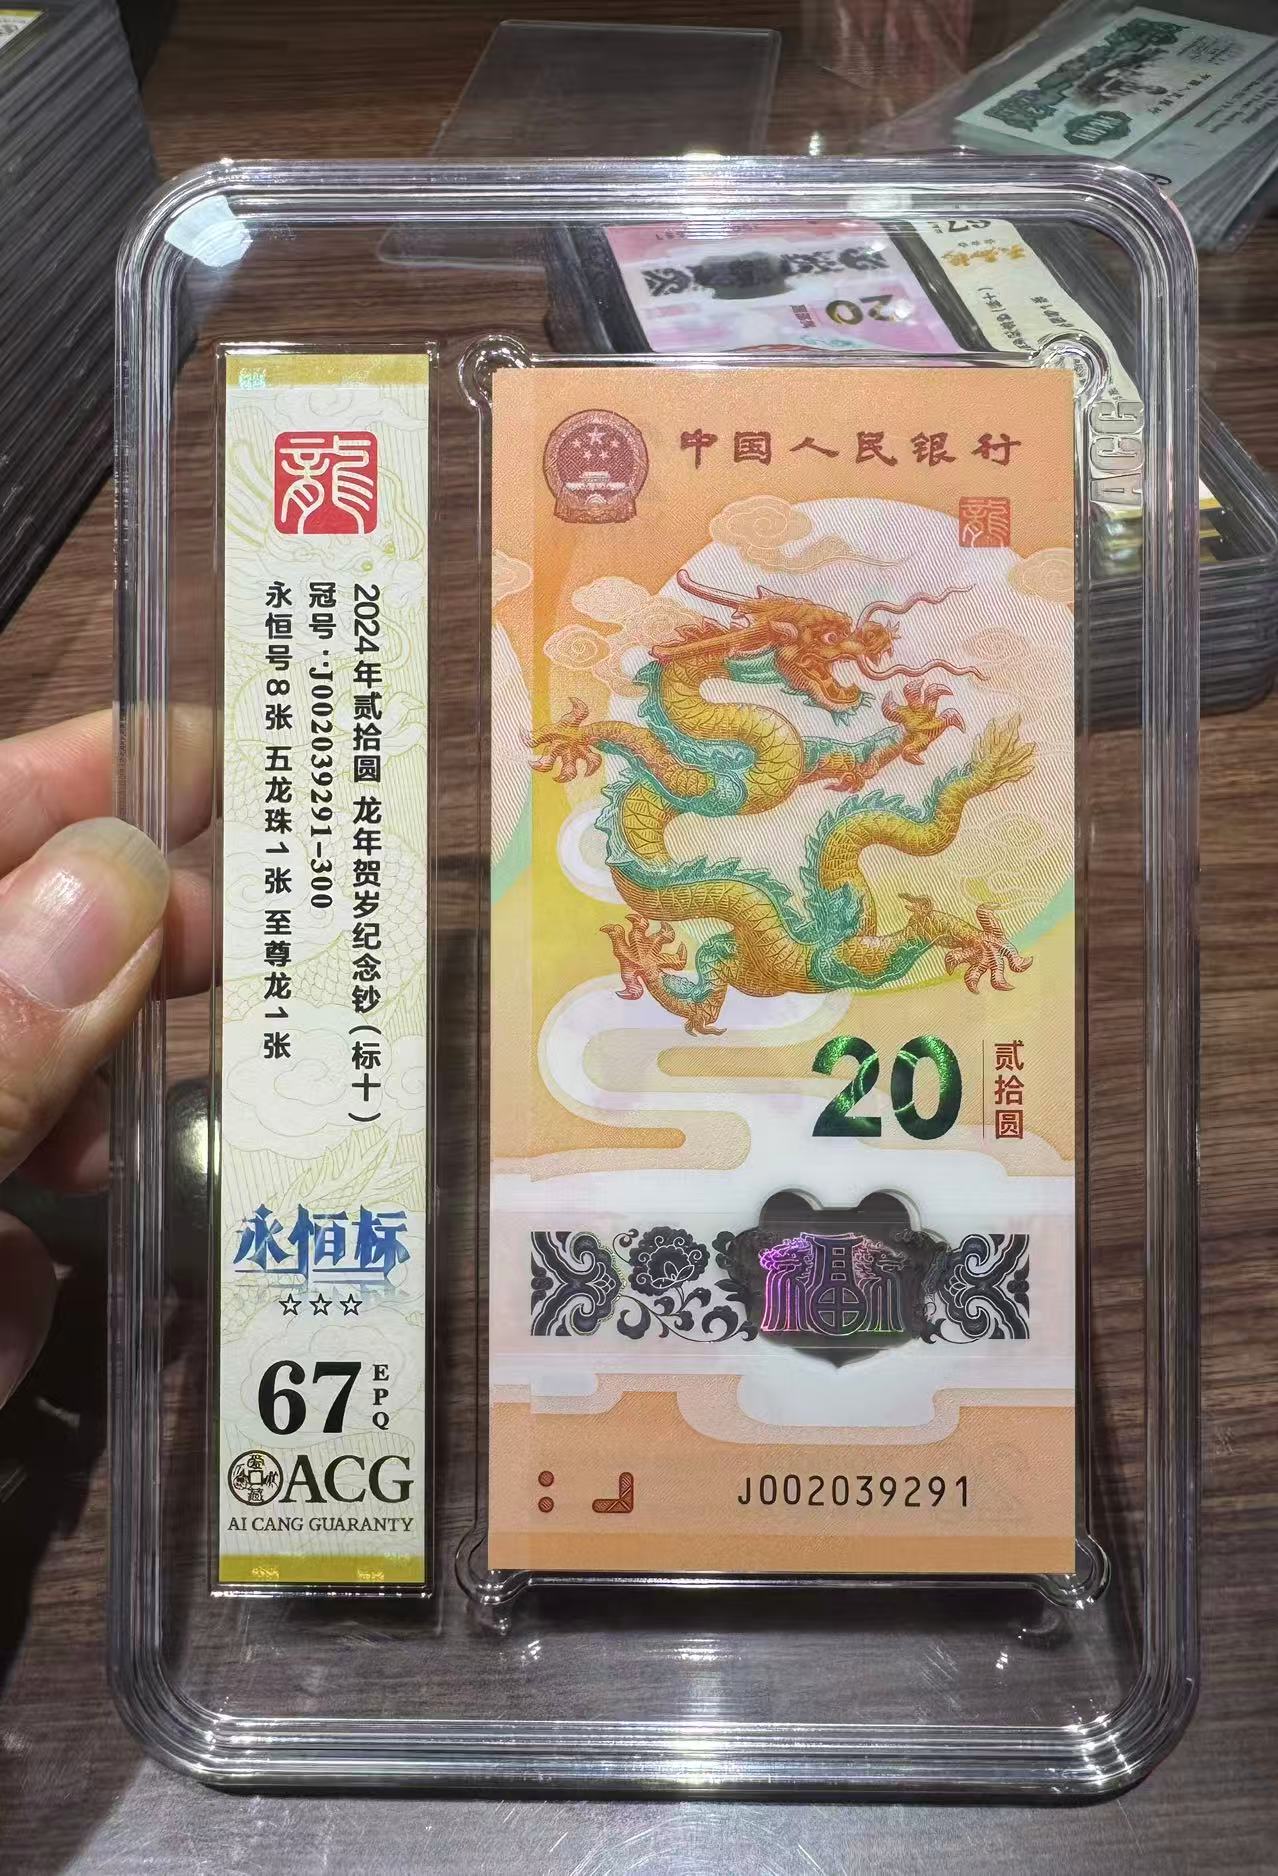 龍
2024年贰拾圆 龙年贺岁纪念钞(标十)
冠号:J002039291-300
永恒号8张 五龙珠1张 至尊龙1张
永恒标
☆☆☆
67 EPQ
ACG
AI CANG GUARANTY
中国人民银行
龍
20 贰拾圆
福
J002039291
ACG
67
20